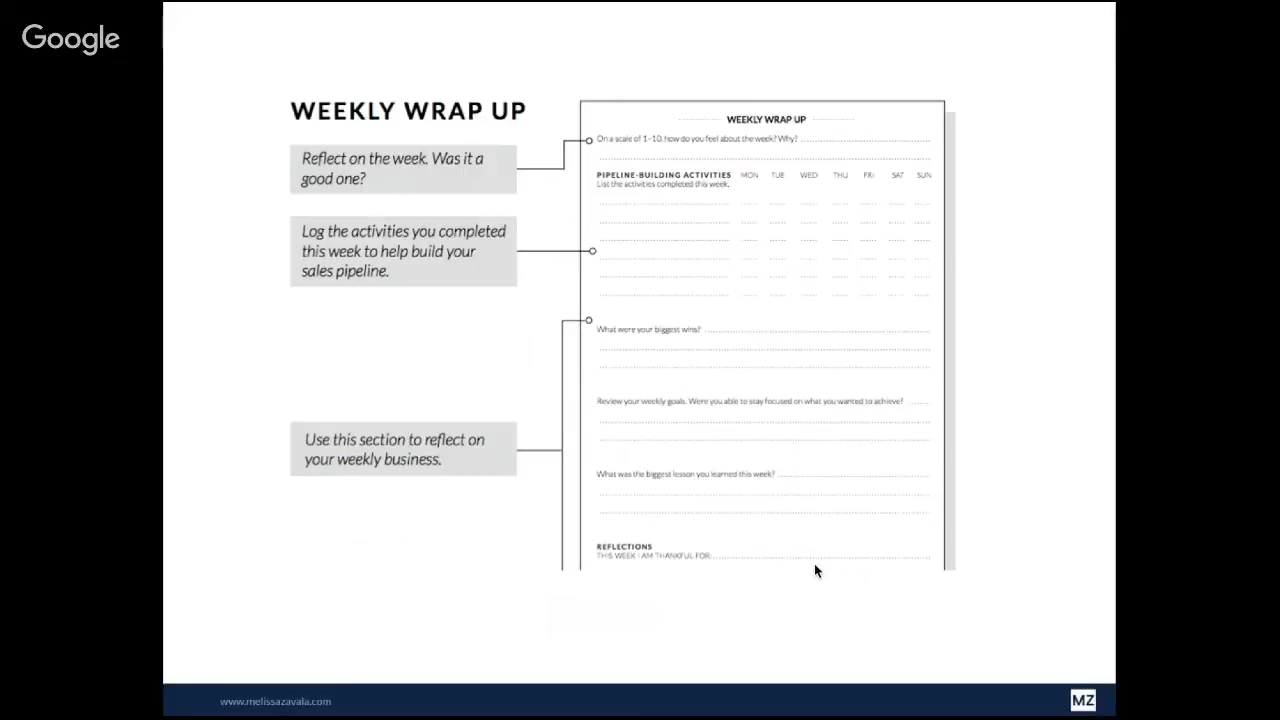 Google
WEEKLY WRAP UP
Reflect on the week. Was it a
good one?
Log the activities you completed
this week to help build your
sales pipeline.
Use this section to reflect on
your weekly business.
WEEKLY WRAP UP
On a scale of 1-10, how do you feel about the week? Why?
PIPELINE-BUILDING ACTIVITIES MON TUE WED THU FRI SAT SUN
List the activities completed this week.
What were your biggest wins?
Review your weekly goals. Were you able to stay focused on what you wanted to achieve?
What was the biggest lesson you learned this week?
REFLECTIONS
THIS WEEK I AM THANKFUL FOR:
www.melissazavala.com
MZ